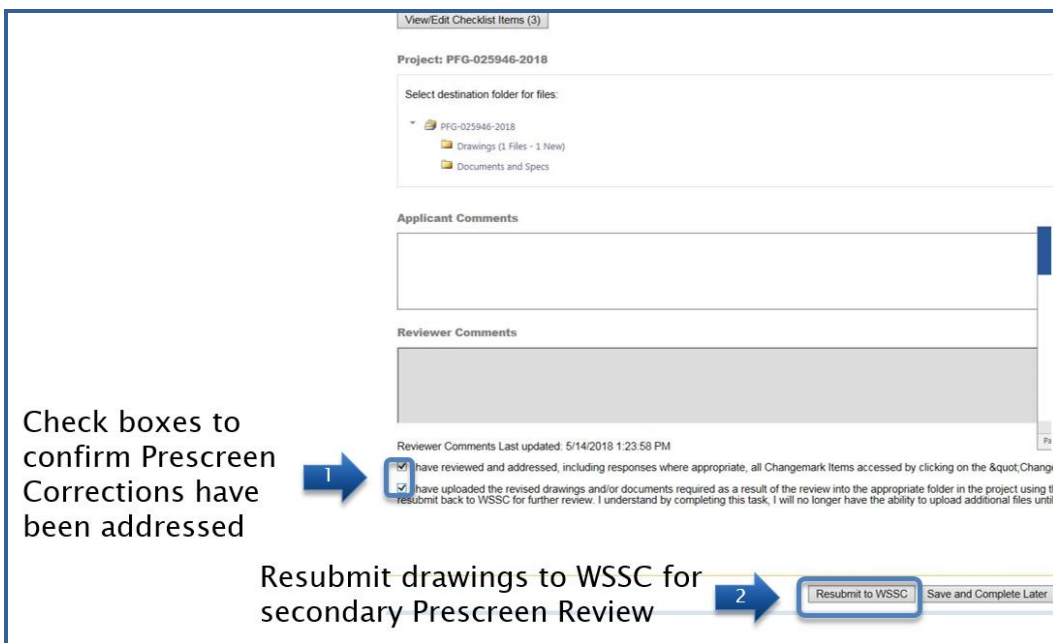 View/Edit Checklist Items (3)
Project: PFG-025946-2018
Select destination folder for files:
PFG-025946-2018
Drawings (1 Files - 1 New)
Documents and Specs
Applicant Comments
Reviewer Comments
Pa
Reviewer Comments Last updated: 5/14/2018 1:23:58 PM
have reviewed and addressed, including responses where appropriate, all Changemark Items accessed by clicking on the &quot;Change
have uploaded the revised drawings and/or documents required as a result of the review into the appropriate folder in the project using th
resubmit back to WSSC for further review. I understand by completing this task, I will no longer have the ability to upload additional files until
Check boxes to
confirm Prescreen
Corrections have
been addressed
1
Resubmit drawings to WSSC for
secondary Prescreen Review
2
Resubmit to WSSC
Save and Complete Later